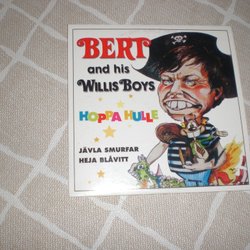 BERT
and his
WILLIS BOYS
HOPPA HULLE
JÄVLA SMURFAR
HEJA BLÅVITT